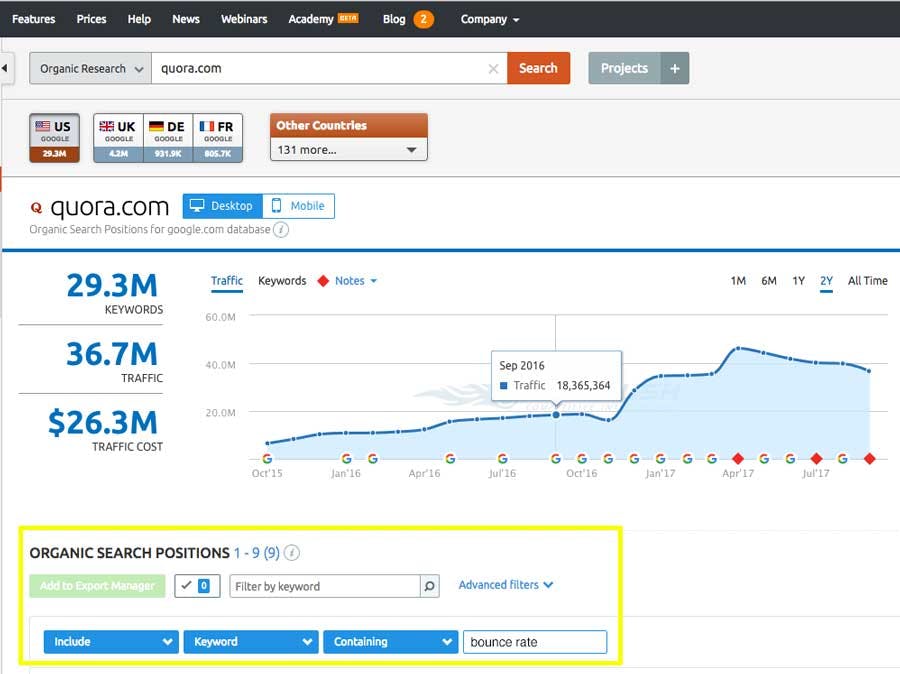 Features Prices Help News Webinars Academy BETA Blog 2 Company
Organic Research quora.com Search Projects +
US UK DE FR Other Countries
GOOGLE GOOGLE GOOGLE GOOGLE
29.3M 4.2M 931.9K 805.7K 131 more...
Q quora.com Desktop Mobile
Organic Search Positions for google.com database i
29.3M
KEYWORDS
36.7M
TRAFFIC
$26.3M
TRAFFIC COST
Traffic Keywords Notes 1M 6M 1Y 2Y All Time
60.0M
40.0M
20.0M
Sep 2016
Traffic 18,365,364
G G G G G G G G G G G G G G G
Oct'15 Jan'16 Apr'16 Jul'16 Oct'16 Jan'17 Apr'17 Jul'17
ORGANIC SEARCH POSITIONS 1 - 9 (9) i
Add to Export Manager 0 Filter by keyword Advanced filters
Include Keyword Containing bounce rate